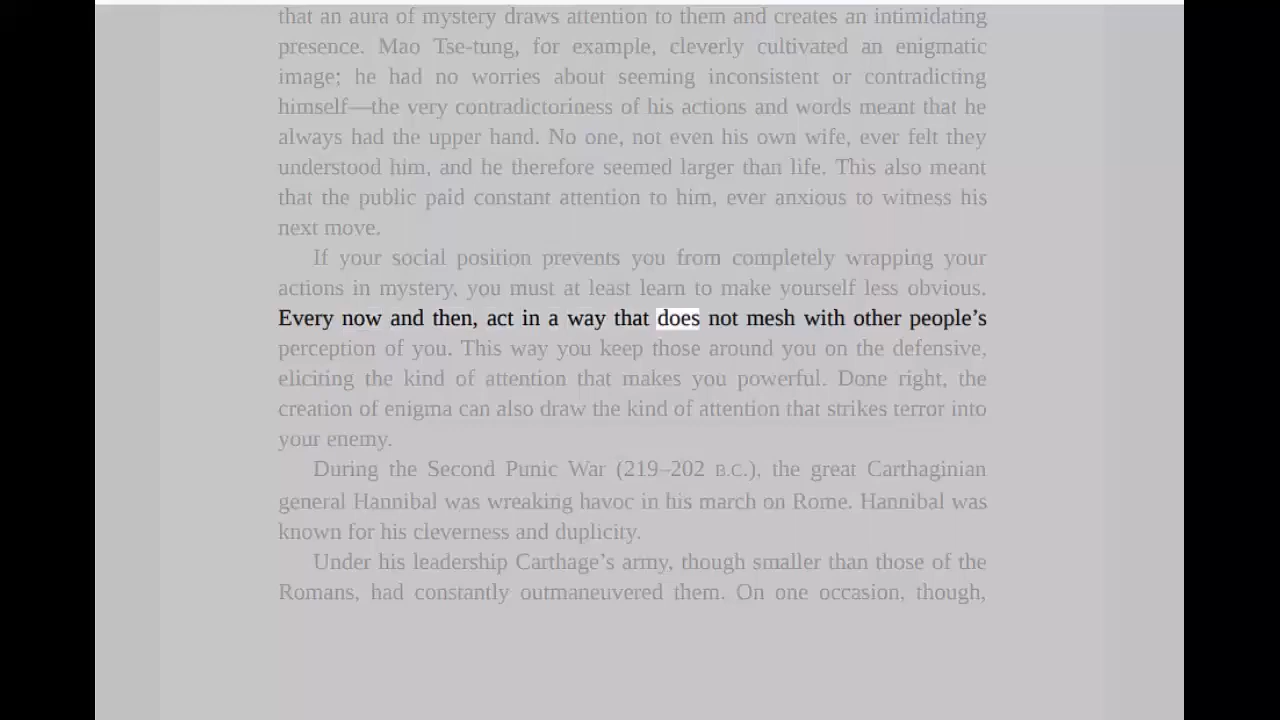 that an aura of mystery draws attention to them and creates an intimidating
presence. Mao Tse-tung, for example, cleverly cultivated an enigmatic
image; he had no worries about seeming inconsistent or contradicting
himself—the very contradictoriness of his actions and words meant that he
always had the upper hand. No one, not even his own wife, ever felt they
understood him, and he therefore seemed larger than life. This also meant
that the public paid constant attention to him, ever anxious to witness his
next move.
If your social position prevents you from completely wrapping your
actions in mystery, you must at least learn to make yourself less obvious.
Every now and then, act in a way that does not mesh with other people’s
perception of you. This way you keep those around you on the defensive,
eliciting the kind of attention that makes you powerful. Done right, the
creation of enigma can also draw the kind of attention that strikes terror into
your enemy.
During the Second Punic War (219–202 B.C.), the great Carthaginian
general Hannibal was wreaking havoc in his march on Rome. Hannibal was
known for his cleverness and duplicity.
Under his leadership Carthage’s army, though smaller than those of the
Romans, had constantly outmaneuvered them. On one occasion, though,